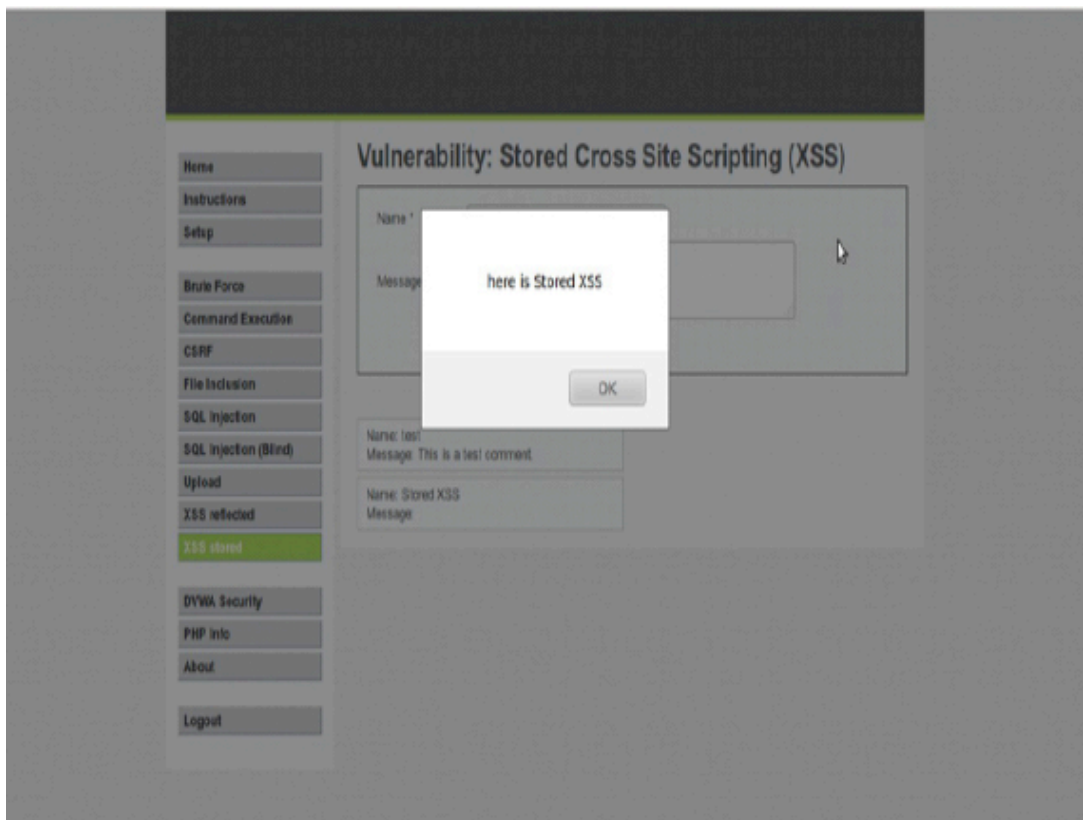 Vulnerability: Stored Cross Site Scripting (XSS)
Home
Instructions
Setup
Brute Force
Command Execution
CSRF
File Inclusion
SQL Injection
SQL Injection (Blind)
Upload
XSS reflected
XSS stored
DVWA Security
PHP Info
About
Logout
Name *
Message
here is Stored XSS
OK
Name: test
Message: This is a test comment.
Name: Stored XSS
Message: